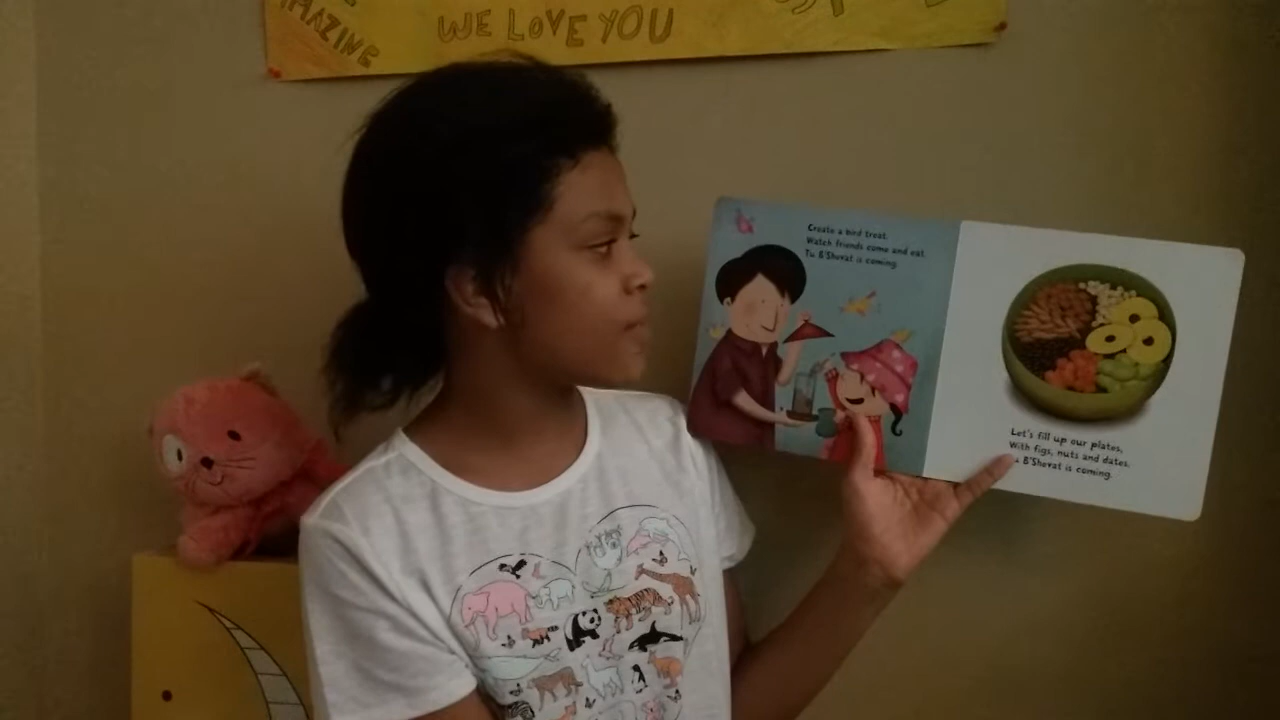 AMAZING
WE LOVE YOU
Create a bird treat.
Watch friends come and eat.
Tu B'Shevat is coming.
Let's fill up our plates,
With figs, nuts and dates.
B'Shevat is coming.